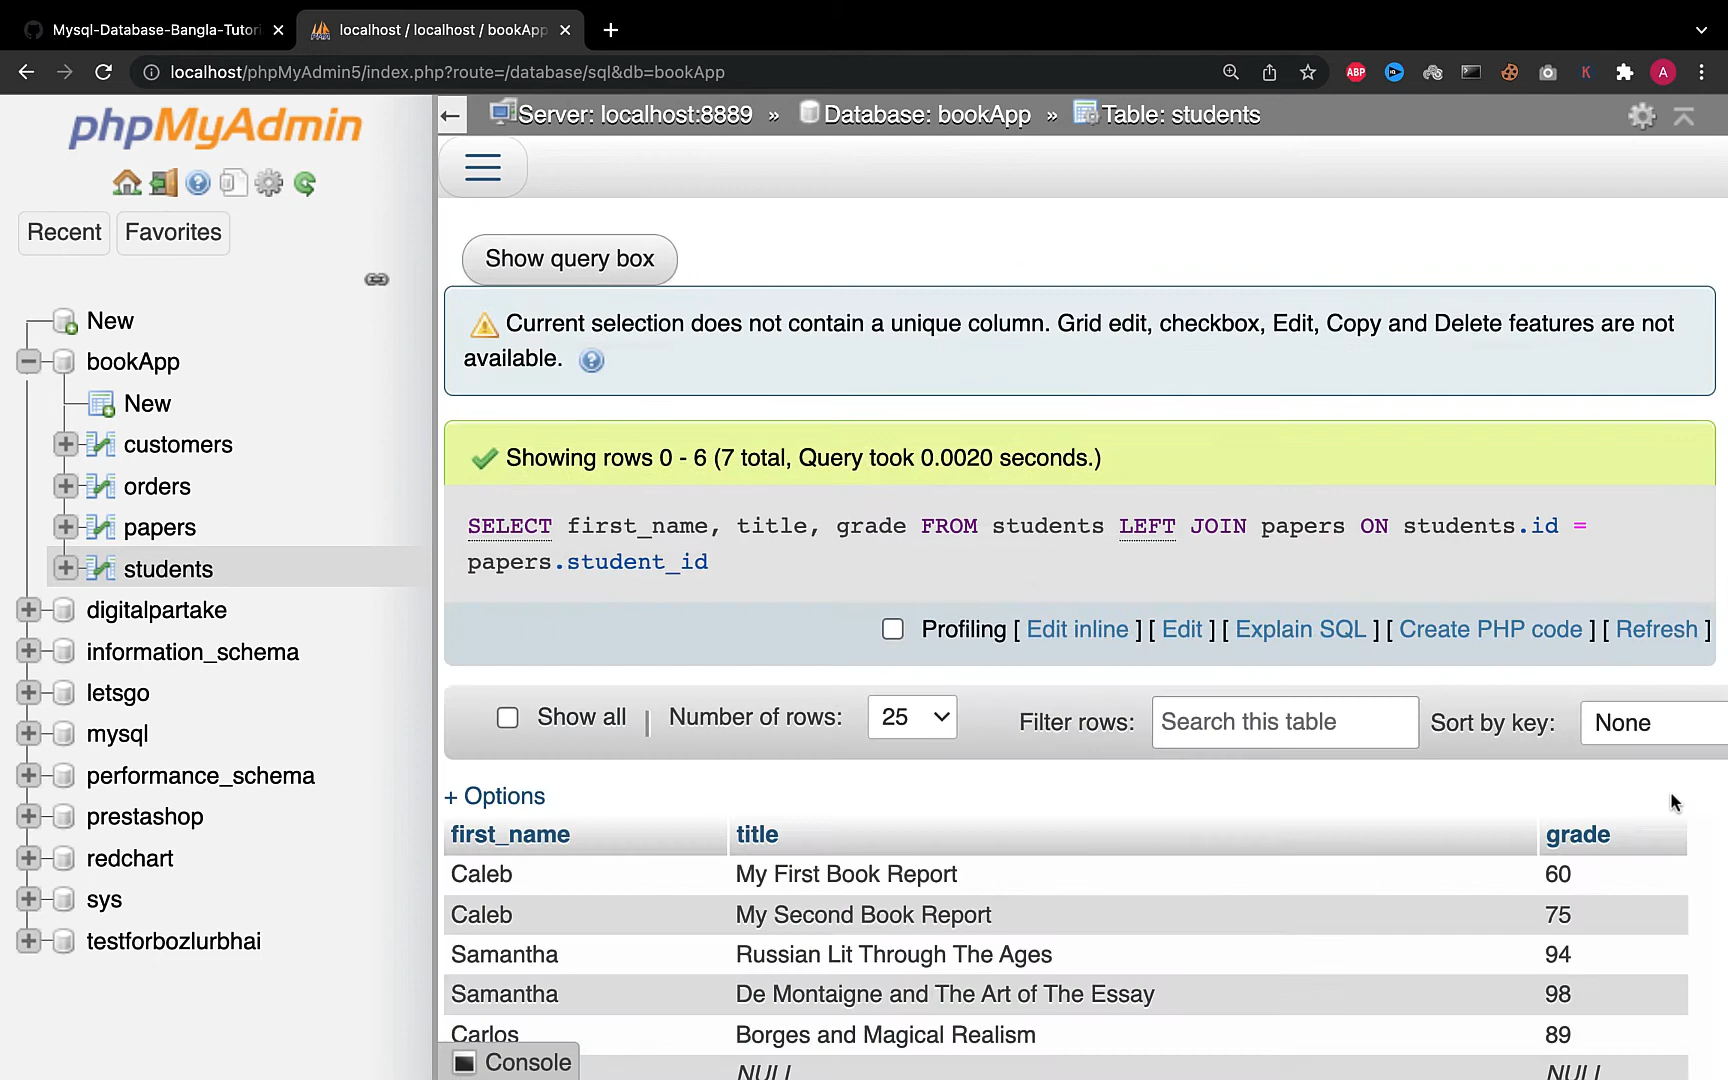 Mysql-Database-Bangla-Tutori
localhost / localhost / bookApp
localhost/phpMyAdmin5/index.php?route=/database/sql&db=bookApp
ABP
K
A
phpMyAdmin
Recent
Favorites
New
bookApp
New
customers
orders
papers
students
digitalpartake
information_schema
letsgo
mysql
performance_schema
prestashop
redchart
sys
testforbozlurbhai
Server: localhost:8889 » Database: bookApp » Table: students
Show query box
Current selection does not contain a unique column. Grid edit, checkbox, Edit, Copy and Delete features are not
available.
Showing rows 0 - 6 (7 total, Query took 0.0020 seconds.)
SELECT first_name, title, grade FROM students LEFT JOIN papers ON students.id =
papers.student_id
Profiling [ Edit inline ] [ Edit ] [ Explain SQL ] [ Create PHP code ] [ Refresh ]
Show all | Number of rows: 25 Filter rows: Search this table Sort by key: None
+ Options
first_name title grade
Caleb My First Book Report 60
Caleb My Second Book Report 75
Samantha Russian Lit Through The Ages 94
Samantha De Montaigne and The Art of The Essay 98
Carlos Borges and Magical Realism 89
NULL NULL
Console